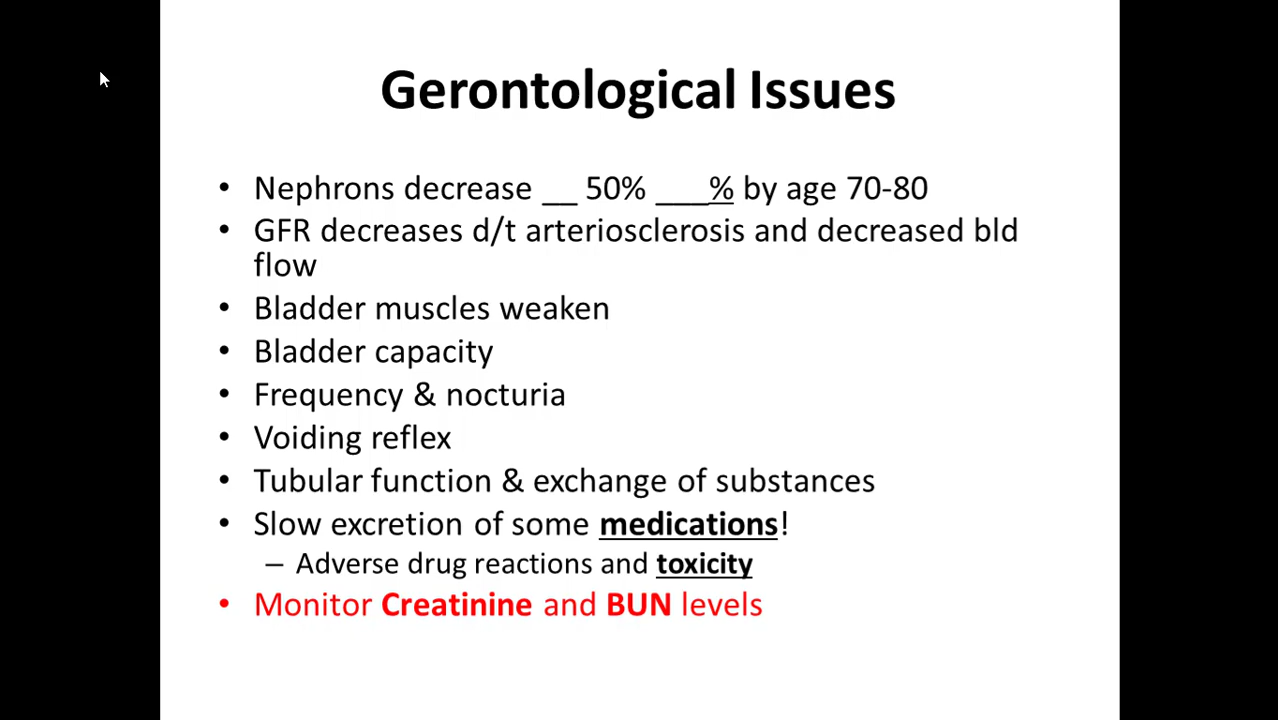 Gerontological Issues
• Nephrons decrease __ 50% ___% by age 70-80
• GFR decreases d/t arteriosclerosis and decreased bld
flow
• Bladder muscles weaken
• Bladder capacity
• Frequency & nocturia
• Voiding reflex
• Tubular function & exchange of substances
• Slow excretion of some medications!
– Adverse drug reactions and toxicity
• Monitor Creatinine and BUN levels